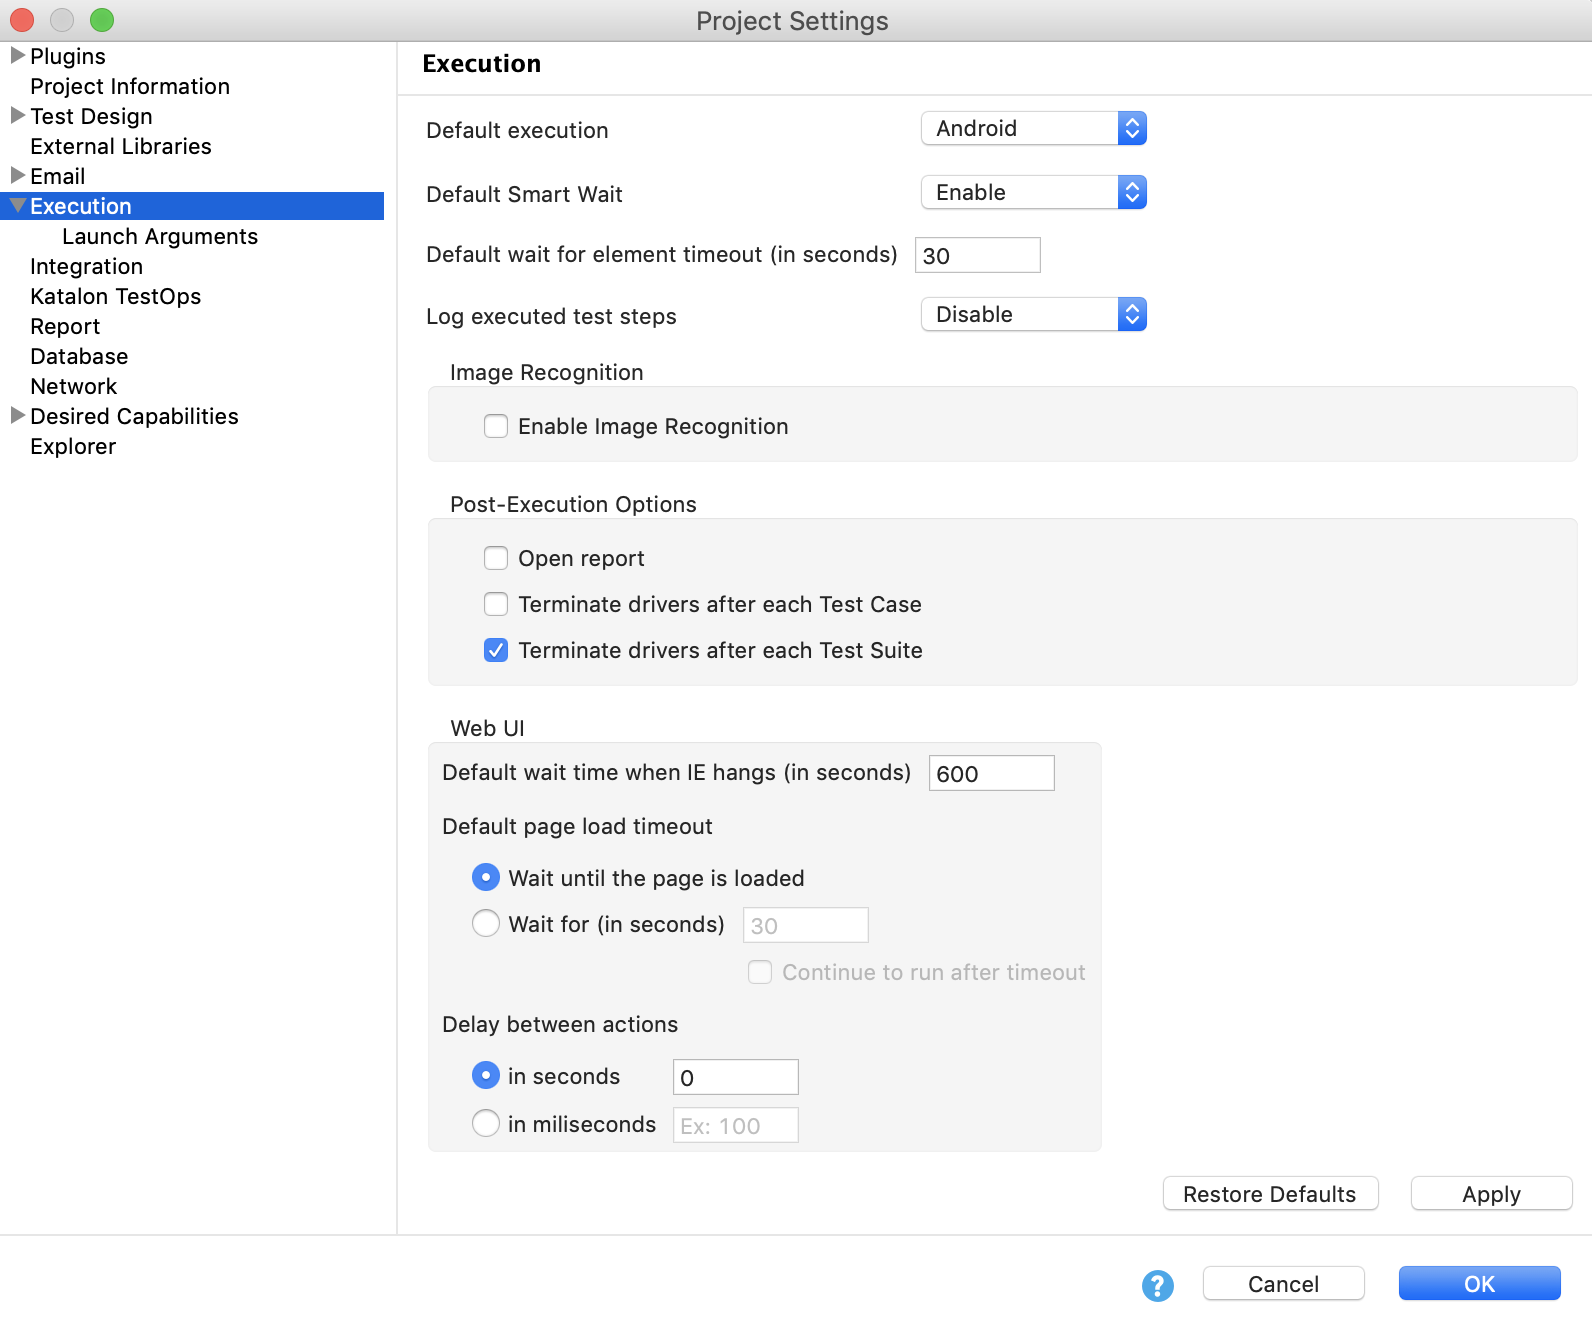 Project Settings
Plugins
Project Information
Test Design
External Libraries
Email
Execution
Launch Arguments
Integration
Katalon TestOps
Report
Database
Network
Desired Capabilities
Explorer
Execution
Default execution Android
Default Smart Wait Enable
Default wait for element timeout (in seconds) 30
Log executed test steps Disable
Image Recognition
Enable Image Recognition
Post-Execution Options
Open report
Terminate drivers after each Test Case
Terminate drivers after each Test Suite
Web UI
Default wait time when IE hangs (in seconds) 600
Default page load timeout
Wait until the page is loaded
Wait for (in seconds) 30
Continue to run after timeout
Delay between actions
in seconds 0
in miliseconds Ex: 100
Restore Defaults Apply
? Cancel OK